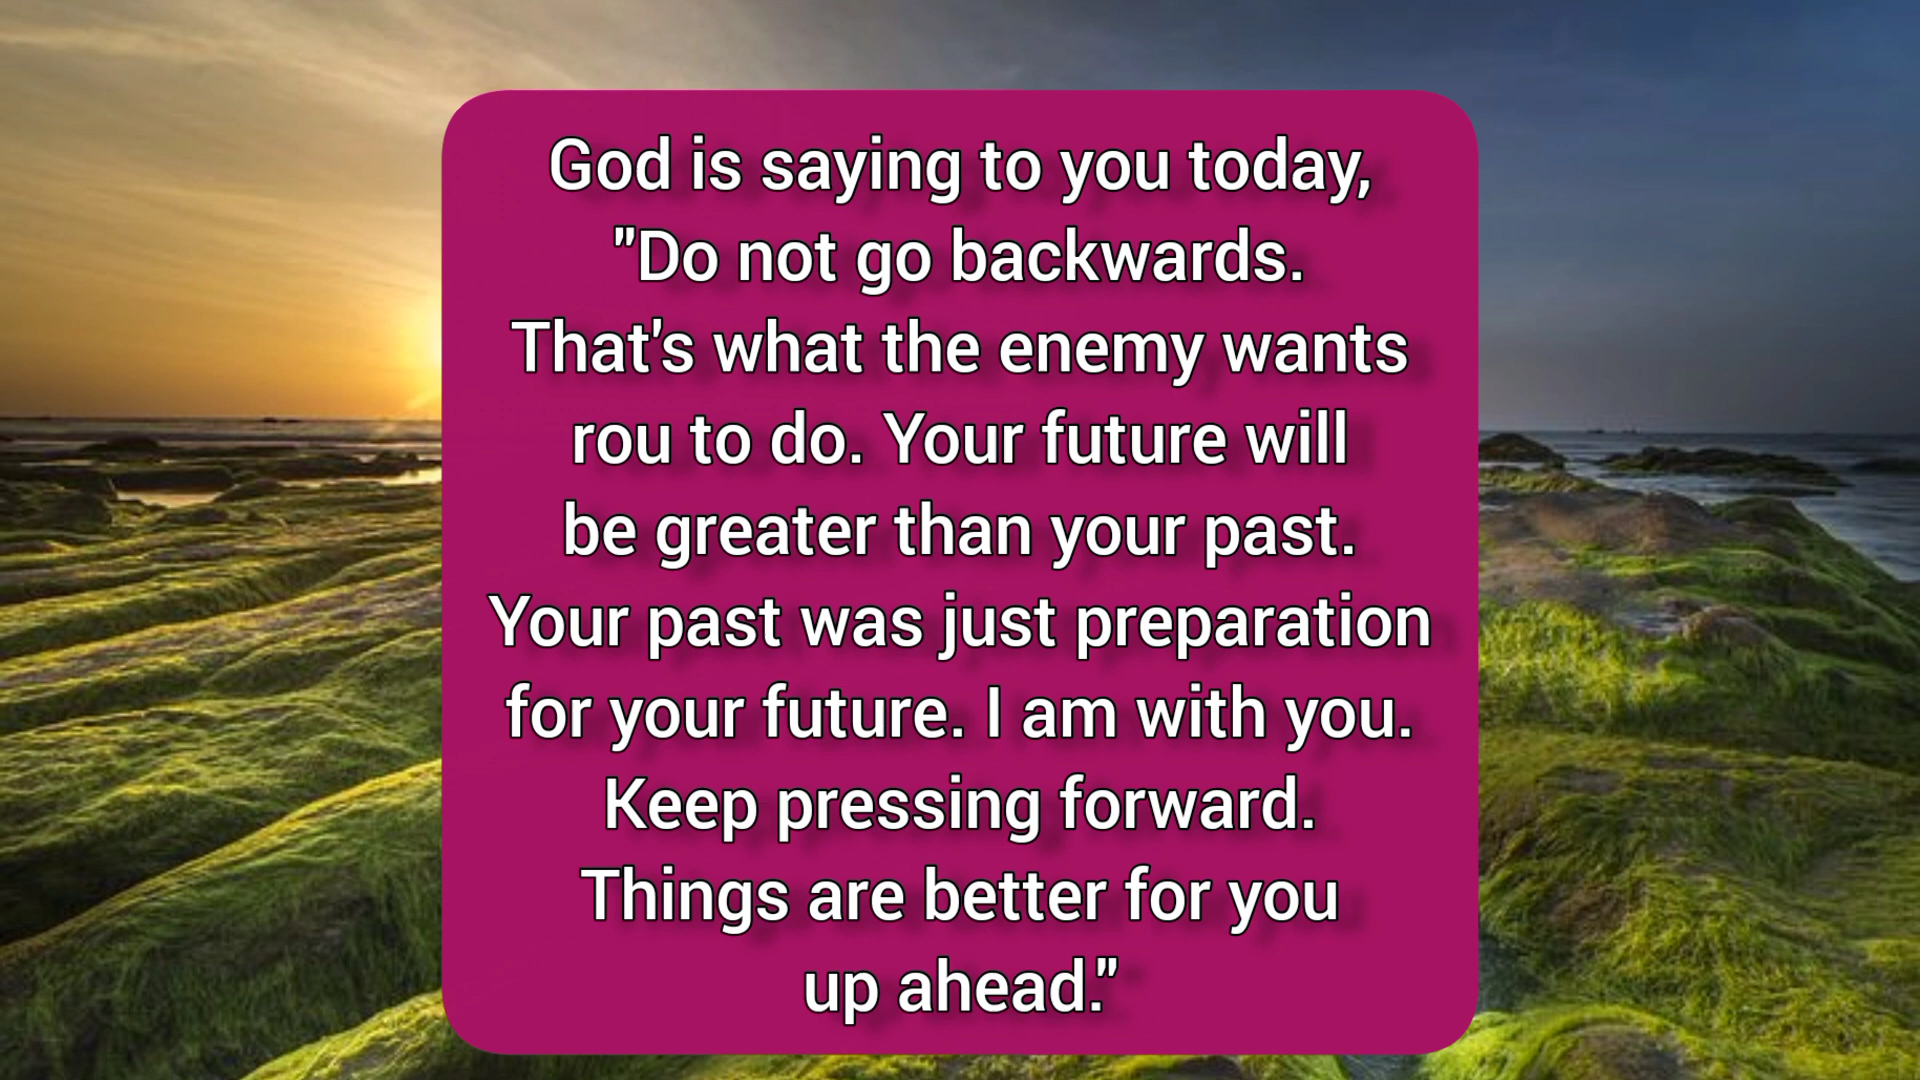 God is saying to you today,
"Do not go backwards.
That's what the enemy wants
rou to do. Your future will
be greater than your past.
Your past was just preparation
for your future. I am with you.
Keep pressing forward.
Things are better for you
up ahead."